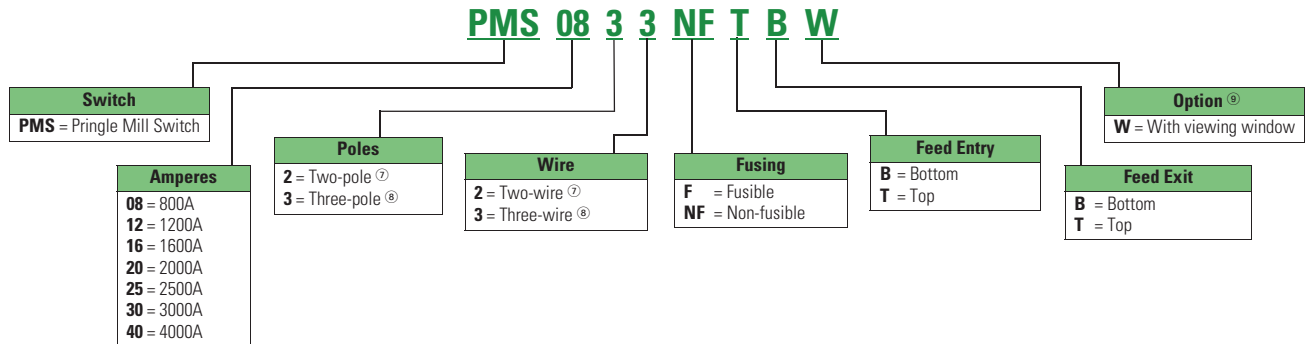 PMS 08 3 3 NF T B W
Switch
PMS = Pringle Mill Switch
Amperes
08 = 800A
12 = 1200A
16 = 1600A
20 = 2000A
25 = 2500A
30 = 3000A
40 = 4000A
Poles
2 = Two-pole ⑦
3 = Three-pole ⑧
Wire
2 = Two-wire ⑦
3 = Three-wire ⑧
Fusing
F = Fusible
NF = Non-fusible
Feed Entry
B = Bottom
T = Top
Feed Exit
B = Bottom
T = Top
Option ⑨
W = With viewing window